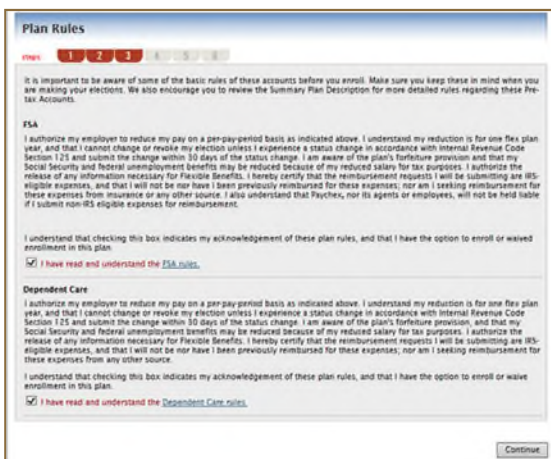 Plan Rules
steps: 1 2 3 4 5 6
It is important to be aware of some of the basic rules of these accounts before you enroll. Make sure you keep these in mind when you
are making your elections. We also encourage you to review the Summary Plan Description for more detailed rules regarding these Pre-
tax Accounts.
FSA
I authorize my employer to reduce my pay on a per-pay-period basis as indicated above. I understand my reduction is for one flex plan
year, and that I cannot change or revoke my election unless I experience a status change in accordance with Internal Revenue Code
Section 125 and submit the change within 30 days of the status change. I am aware of the plan's forfeiture provision, and that my
Social Security and federal unemployment benefits may be reduced because of my reduced salary for tax purposes. I authorize the
release of any information necessary for Flexible Benefits. I hereby certify that the reimbursement requests I will be submitting are IRS-
eligible expenses, and that I will not be nor have I been previously reimbursed for these expenses; nor am I seeking reimbursement for
these expenses from insurance or any other source. I also understand that Paychex, nor its agents or employees, will not be held liable
if I submit non-IRS eligible expenses for reimbursement.
I understand that checking this box indicates my acknowledgement of these plan rules, and that I have the option to enroll or waived
enrollment in this plan.
I have read and understand the FSA rules.
Dependent Care
I authorize my employer to reduce my pay on a per-pay-period basis as indicated above. I understand my reduction is for one flex plan
year, and that I cannot change or revoke my election unless I experience a status change in accordance with Internal Revenue Code
Section 125 and submit the change within 30 days of the status change. I am aware of the plan's forfeiture provision, and that my
Social Security and federal unemployment benefits may be reduced because of my reduced salary for tax purposes. I authorize the
release of any information necessary for Flexible Benefits. I hereby certify that the reimbursement requests I will be submitting are IRS-
eligible expenses, and that I will not be nor have I been previously reimbursed for these expenses; nor am I seeking reimbursement for
these expenses from any other source.
I understand that checking this box indicates my acknowledgement of these plan rules, and that I have the option to enroll or waive
enrollment in this plan.
I have read and understand the Dependent Care rules.
Continue